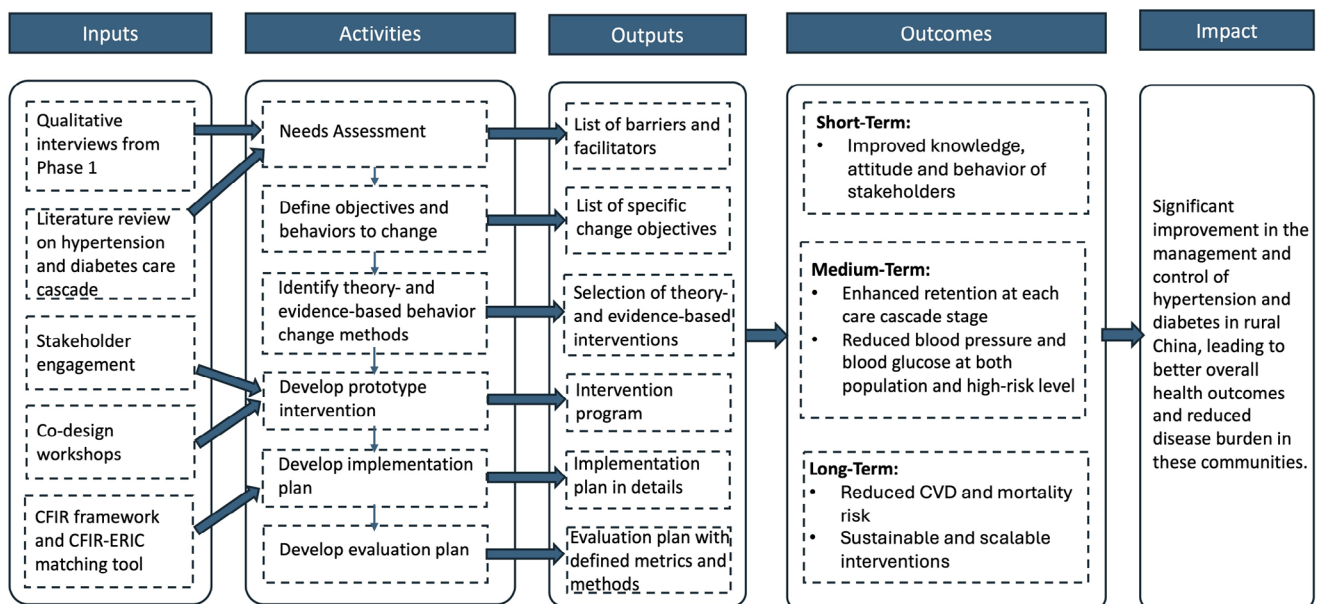 Inputs
Activities
Outputs
Outcomes
Impact
Qualitative
interviews from
Phase 1
Literature review
on hypertension
and diabetes care
cascade
Stakeholder
engagement
Co-design
workshops
CFIR framework
and CFIR-ERIC
matching tool
Needs Assessment
Define objectives and
behaviors to change
Identify theory- and
evidence-based behavior
change methods
Develop prototype
intervention
Develop implementation
plan
Develop evaluation plan
List of barriers and
facilitators
List of specific
change objectives
Selection of theory-
and evidence-based
interventions
Intervention
program
Implementation
plan in details
Evaluation plan with
defined metrics and
methods
Short-Term:
• Improved knowledge,
attitude and behavior of
stakeholders
Medium-Term:
• Enhanced retention at each
care cascade stage
• Reduced blood pressure and
blood glucose at both
population and high-risk level
Long-Term:
• Reduced CVD and mortality
risk
• Sustainable and scalable
interventions
Significant
improvement in the
management and
control of
hypertension and
diabetes in rural
China, leading to
better overall
health outcomes
and reduced
disease burden in
these communities.